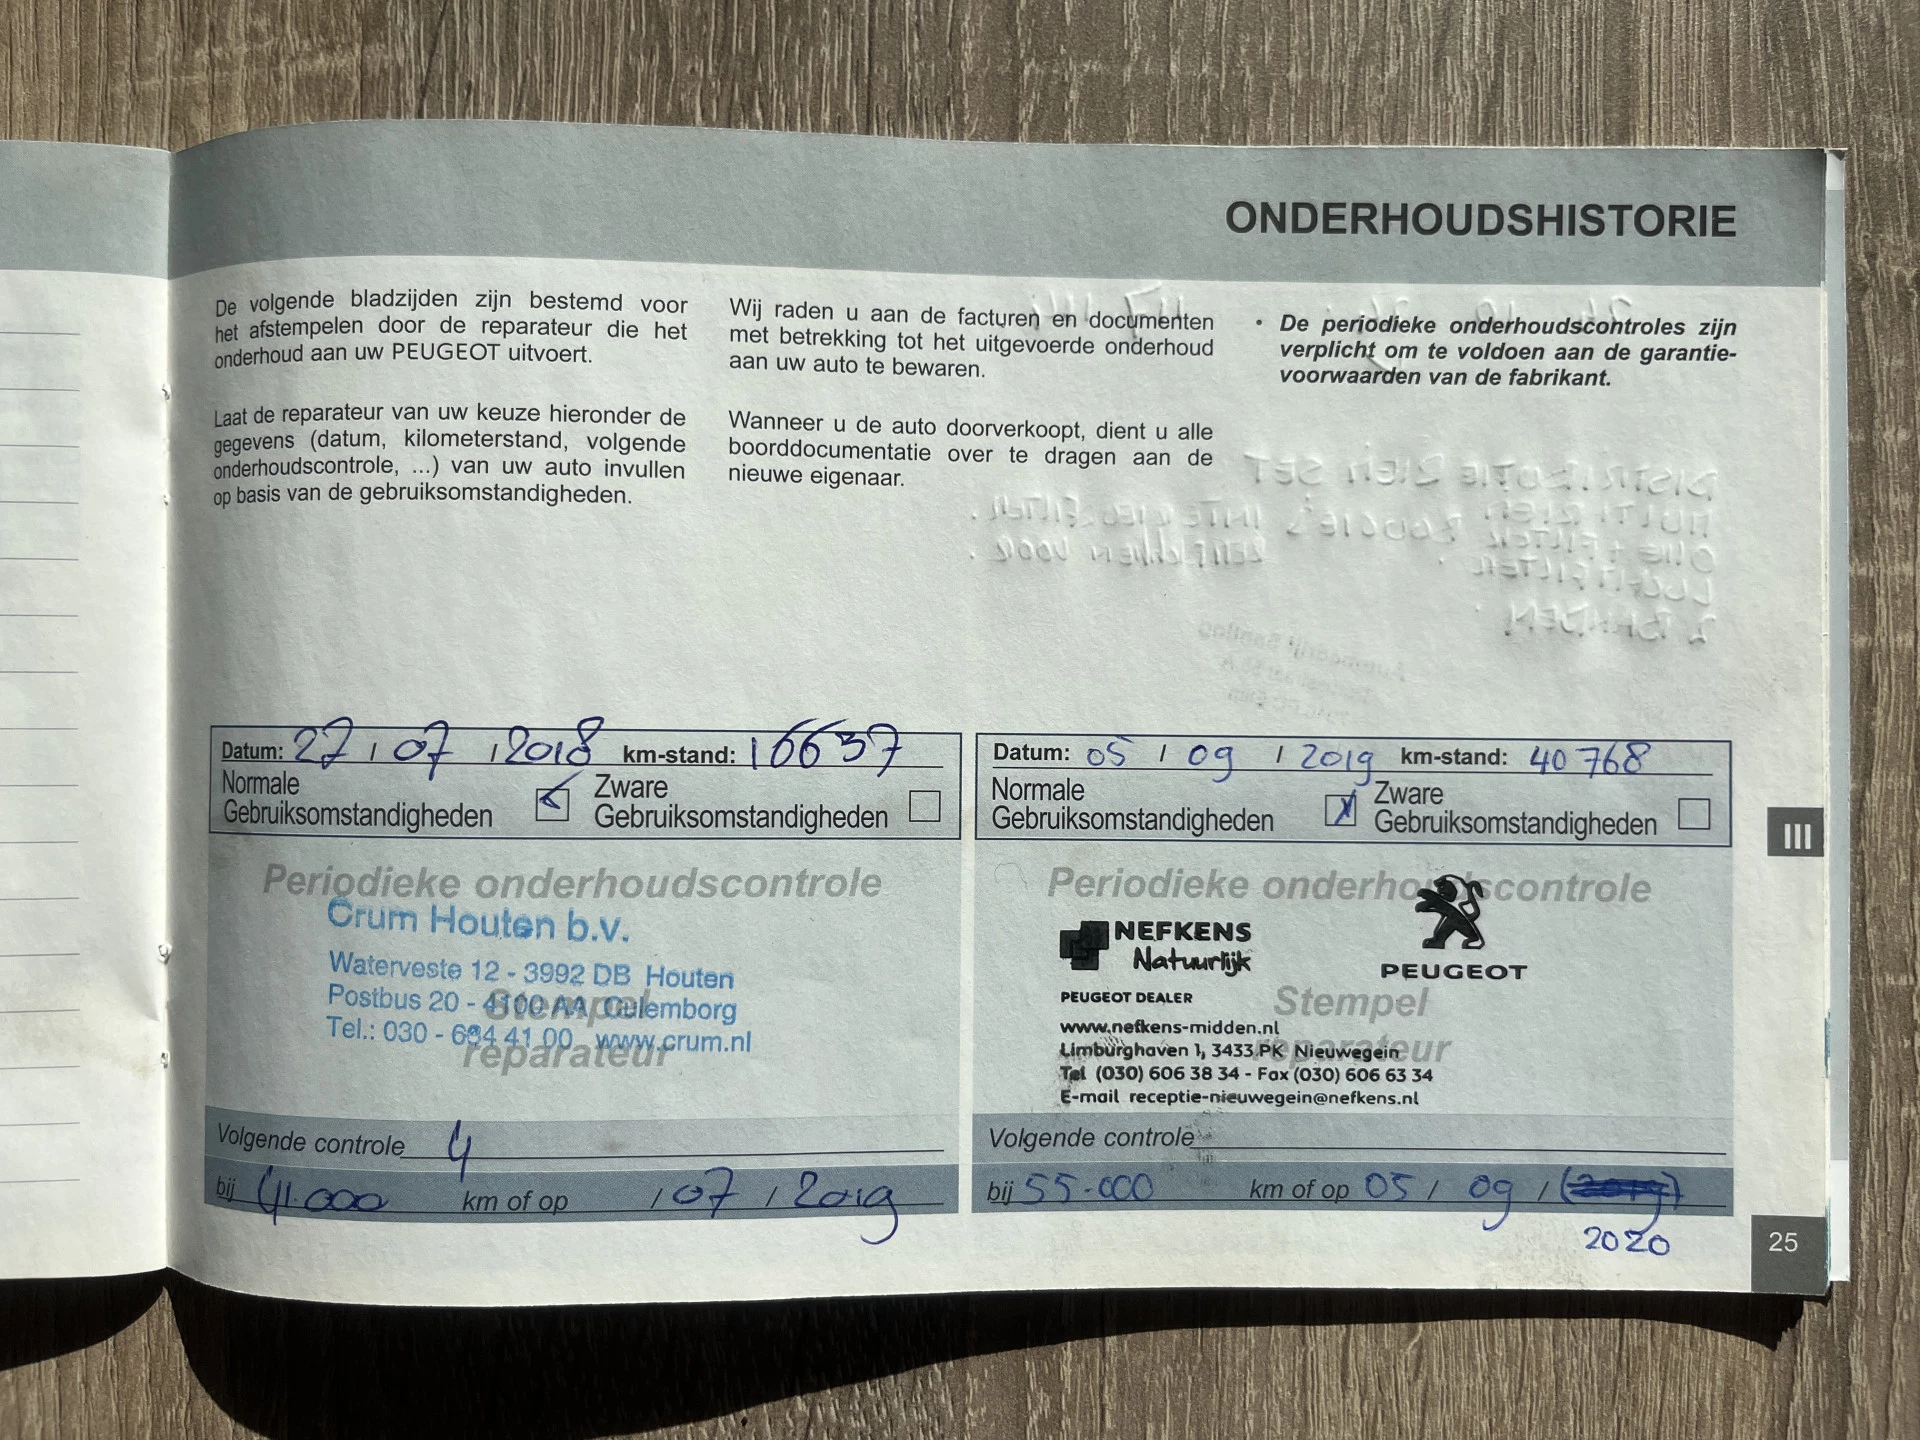 ONDERHOUDSHISTORIE
De volgende bladzijden zijn bestemd voor
het afstempelen door de reparateur die het
onderhoud aan uw PEUGEOT uitvoert.
Laat de reparateur van uw keuze hieronder de
gegevens (datum, kilometerstand, volgende
onderhoudscontrole, ...) van uw auto invullen
op basis van de gebruiksomstandigheden.
Wij raden u aan de facturen en documenten
met betrekking tot het uitgevoerde onderhoud
aan uw auto te bewaren.
Wanneer u de auto doorverkoopt, dient u alle
boorddocumentatie over te dragen aan de
nieuwe eigenaar.
• De periodieke onderhoudscontroles zijn
verplicht om te voldoen aan de garantie-
voorwaarden van de fabrikant.
Datum: 27 / 07 / 2018 km-stand: 16637
Normale
Gebruiksomstandigheden
Zware
Gebruiksomstandigheden
Periodieke onderhoudscontrole
Crum Houten b.v.
Waterveste 12 - 3992 DB Houten
Postbus 20 - 4100 AA Culemborg
Tel.: 030 - 634 41 00 www.crum.nl
Stempel
reparateur
Volgende controle 4
bij 41.000 km of op / 07 / 2019
Datum: 05 / 09 / 2019 km-stand: 40768
Normale
Gebruiksomstandigheden
X
Zware
Gebruiksomstandigheden
Periodieke onderhoudscontrole
NEFKENS
Natuurlijk
PEUGEOT
PEUGEOT DEALER
Stempel
reparateur
www.nefkens-midden.nl
Limburghaven 1, 3433 PK Nieuwegein
Tel (030) 606 38 34 - Fax (030) 606 63 34
E-mail receptie-nieuwegein@nefkens.nl
Volgende controle
bij 55.000 km of op 05 / 09 / (2019)
2020
III
25